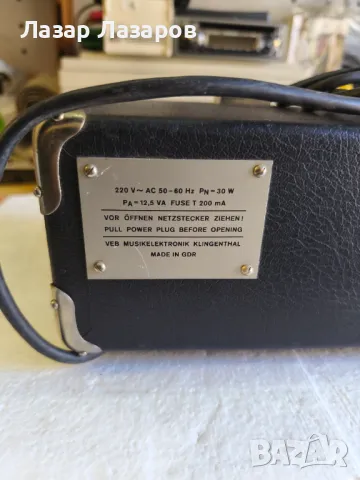 Лазар Лазаров
220 V~ AC 50-60 Hz PN=30 W
PA=12,5 VA FUSE T 200 mA
VOR ÖFFNEN NETZSTECKER ZIEHEN!
PULL POWER PLUG BEFORE OPENING
VEB MUSIKELEKTRONIK KLINGENTHAL
MADE IN GDR
BAZAR